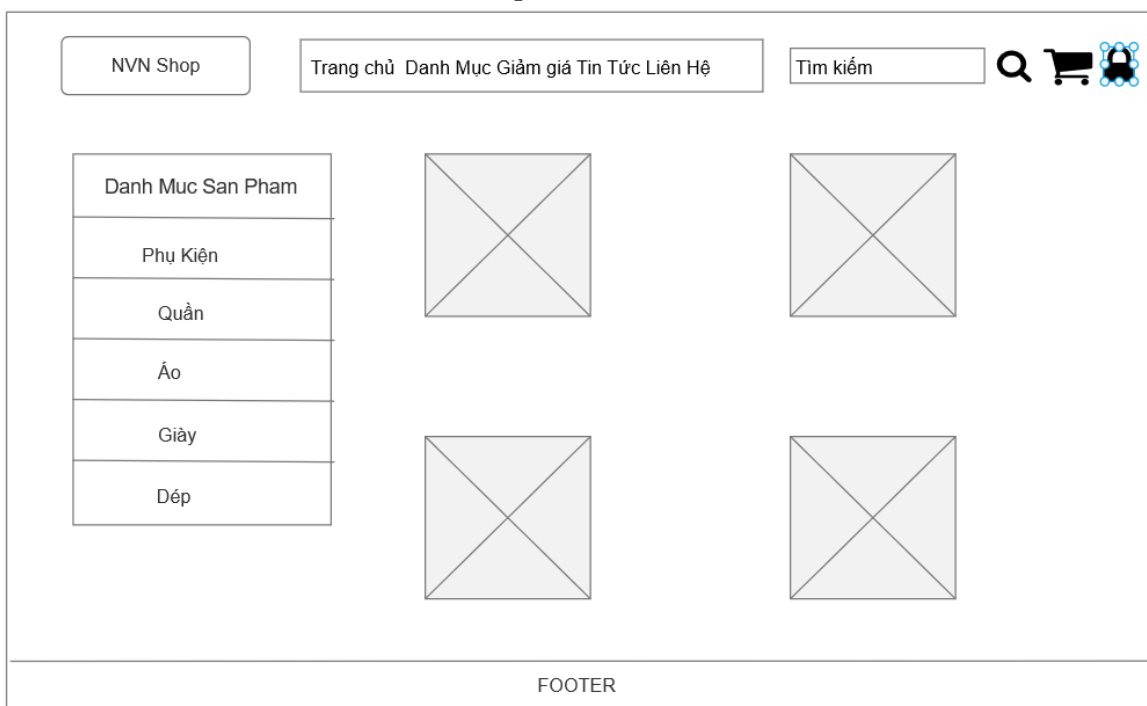 NVN Shop
Trang chủ Danh Mục Giảm giá Tin Tức Liên Hệ
Tìm kiếm
Danh Muc San Pham
Phụ Kiện
Quần
Áo
Giày
Dép
FOOTER